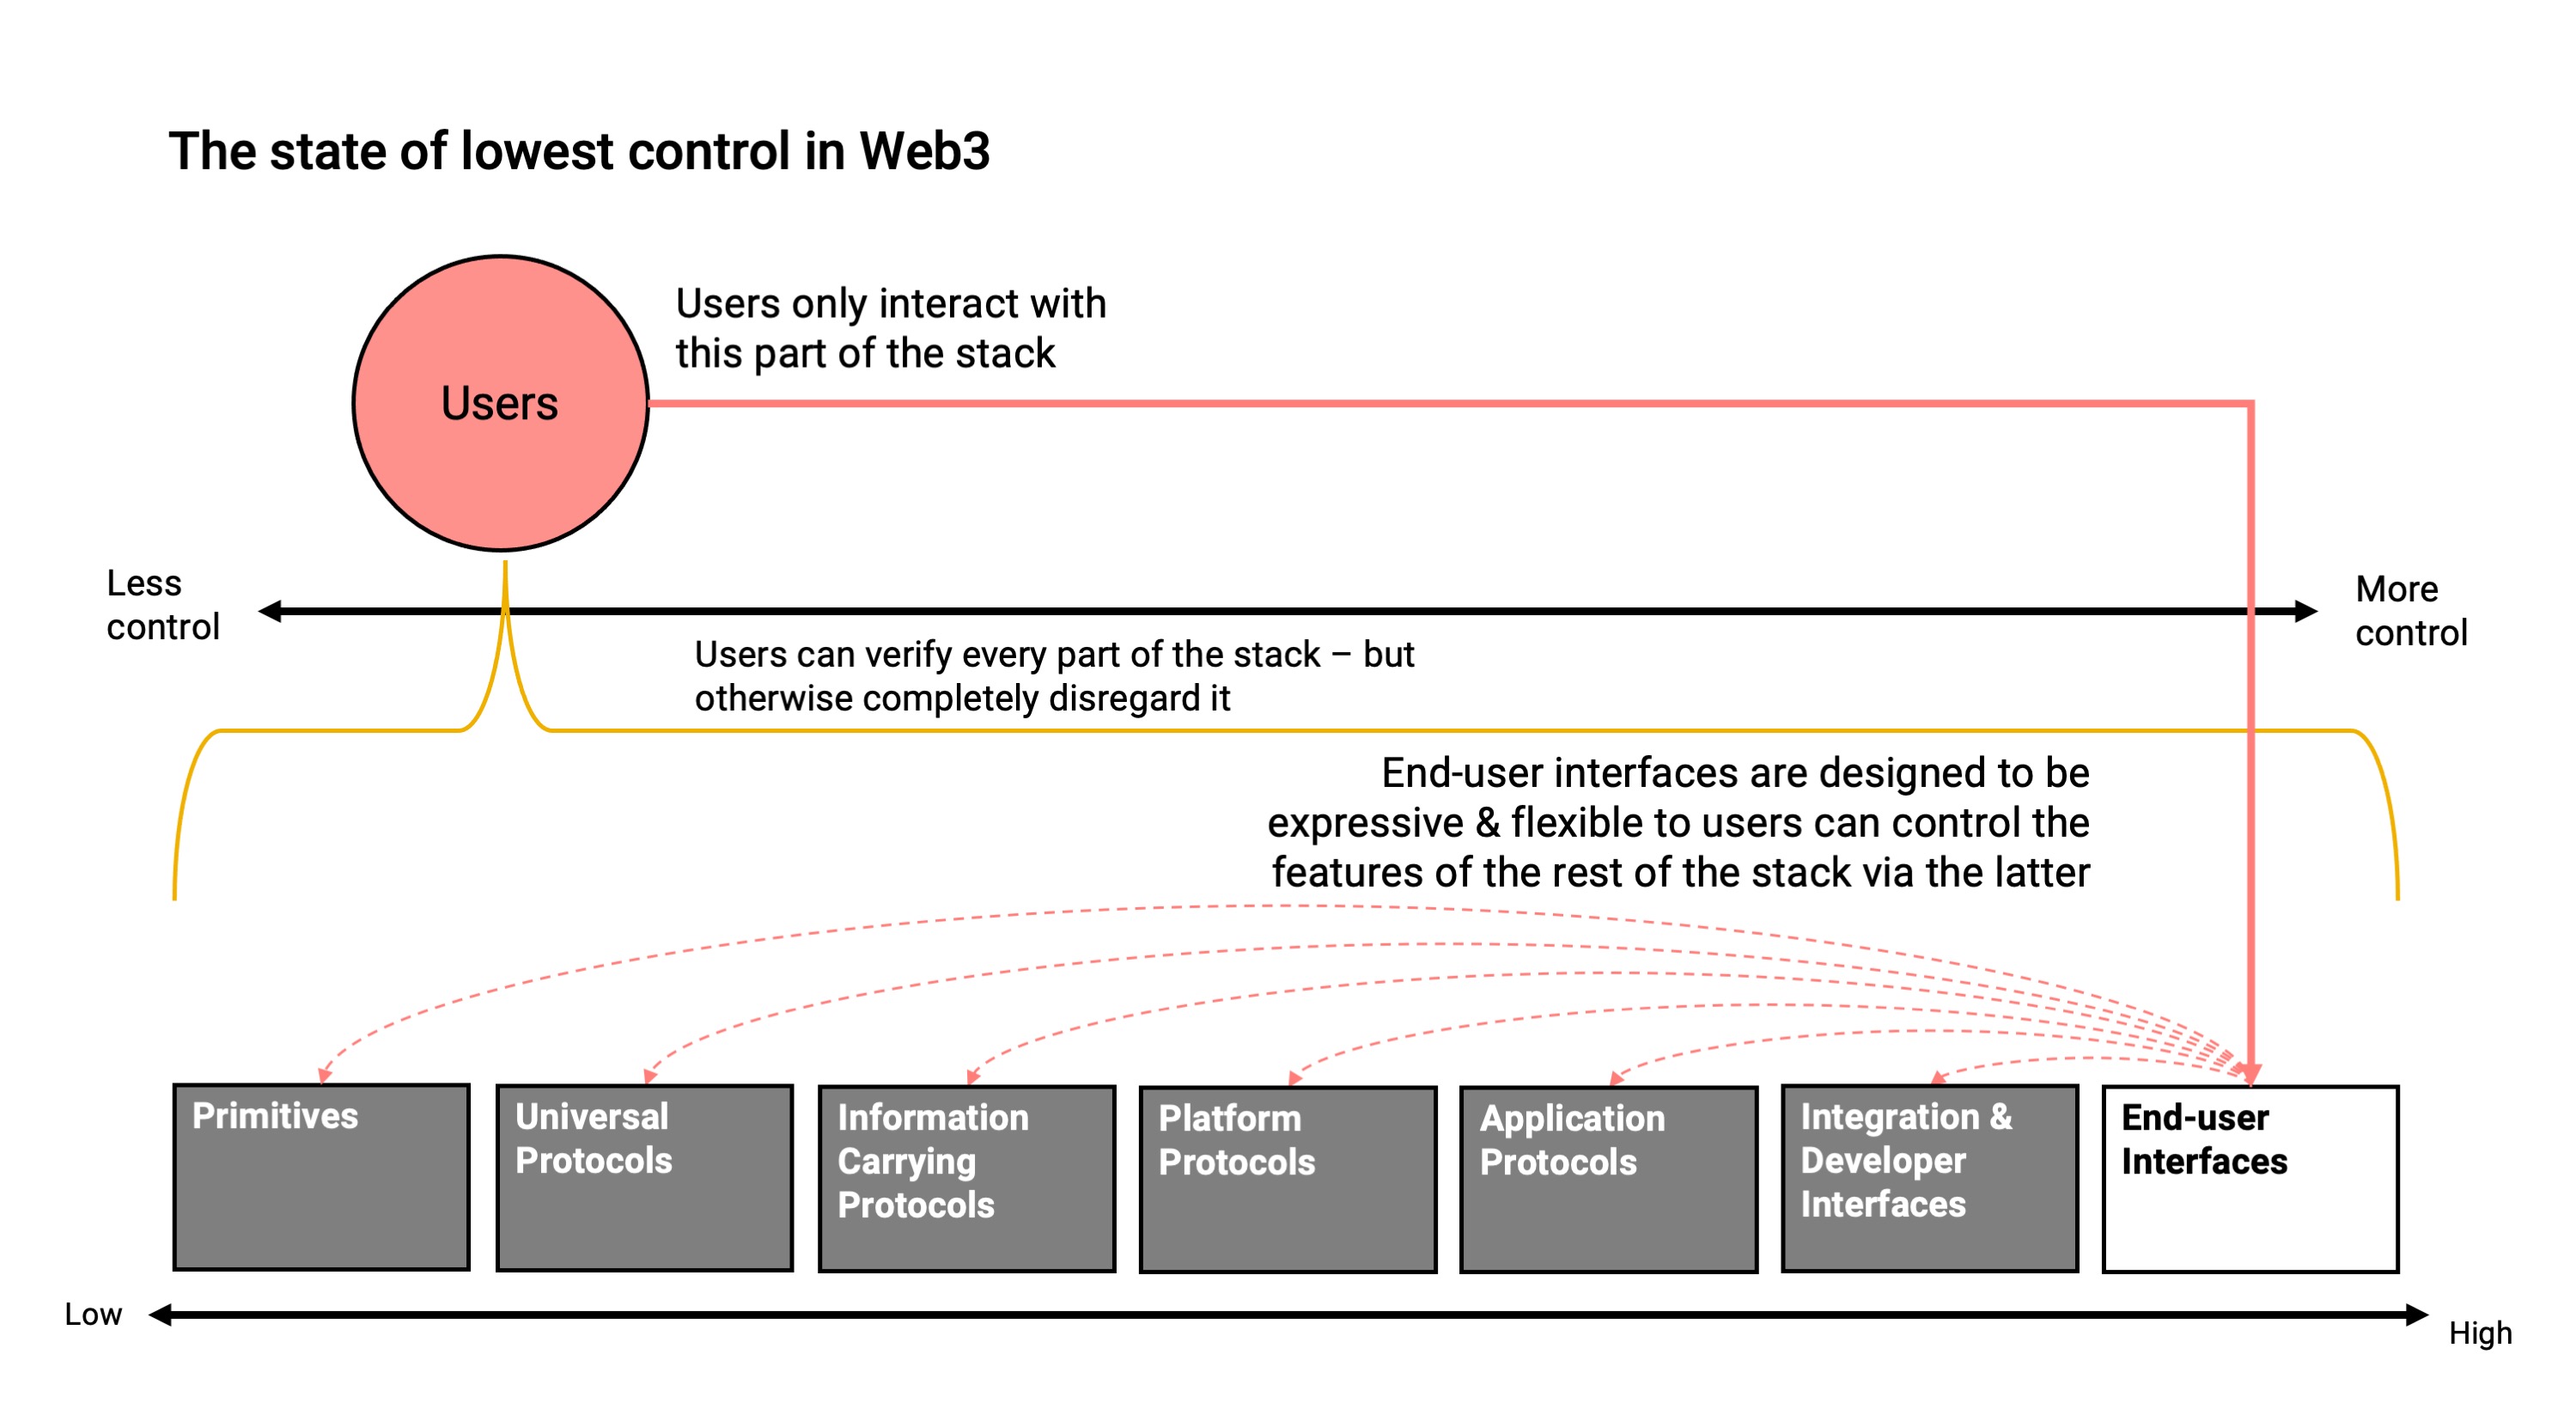 The state of lowest control in Web3
Users only interact with
this part of the stack
Users
Less
control
More
control
Users can verify every part of the stack – but
otherwise completely disregard it
End-user interfaces are designed to be
expressive & flexible to users can control the
features of the rest of the stack via the latter
Primitives
Universal
Protocols
Information
Carrying
Protocols
Platform
Protocols
Application
Protocols
Integration &
Developer
Interfaces
End-user
Interfaces
Low
High